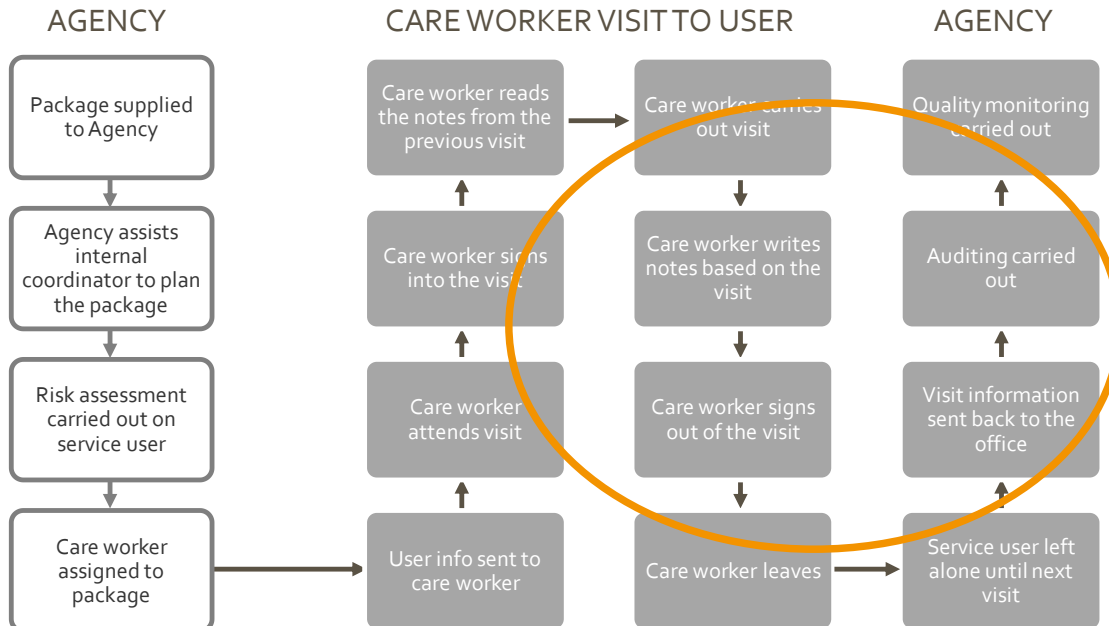 AGENCY
CARE WORKER VISIT TO USER
AGENCY
Package supplied
to Agency
Agency assists
internal
coordinator to plan
the package
Risk assessment
carried out on
service user
Care worker
assigned to
package
User info sent to
care worker
Care worker
attends visit
Care worker signs
into the visit
Care worker reads
the notes from the
previous visit
Care worker carries
out visit
Care worker writes
notes based on the
visit
Care worker signs
out of the visit
Care worker leaves
Service user left
alone until next
visit
Visit information
sent back to the
office
Auditing carried
out
Quality monitoring
carried out